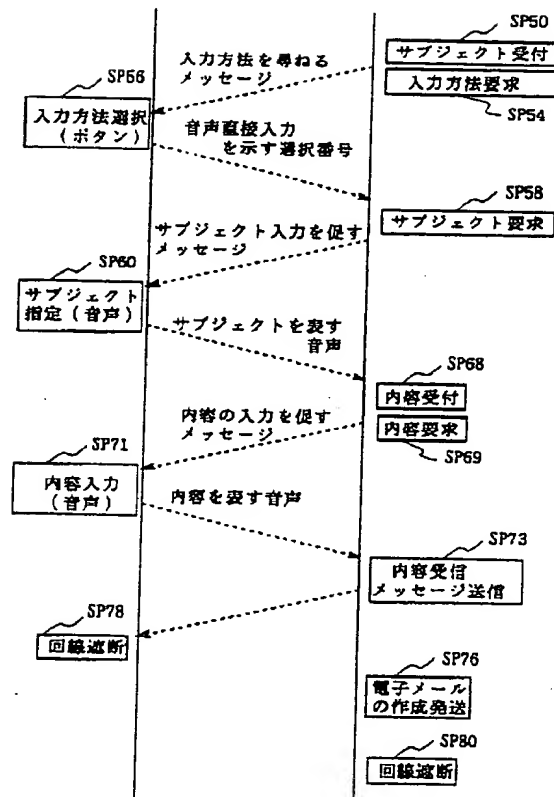 SP50
サブジェクト受付
入力方法要求
SP54
入力方法を尋ねる
メッセージ
SP56
入力方法選択
(ボタン)
音声直接入力
を示す選択番号
SP58
サブジェクト要求
サブジェクト入力を促す
メッセージ
SP60
サブジェクト
指定(音声)
サブジェクトを表す
音声
SP68
内容受付
内容要求
SP69
内容の入力を促す
メッセージ
SP71
内容入力
(音声)
内容を表す音声
SP73
内容受信
メッセージ送信
SP78
回線遮断
SP76
電子メール
の作成発送
SP80
回線遮断